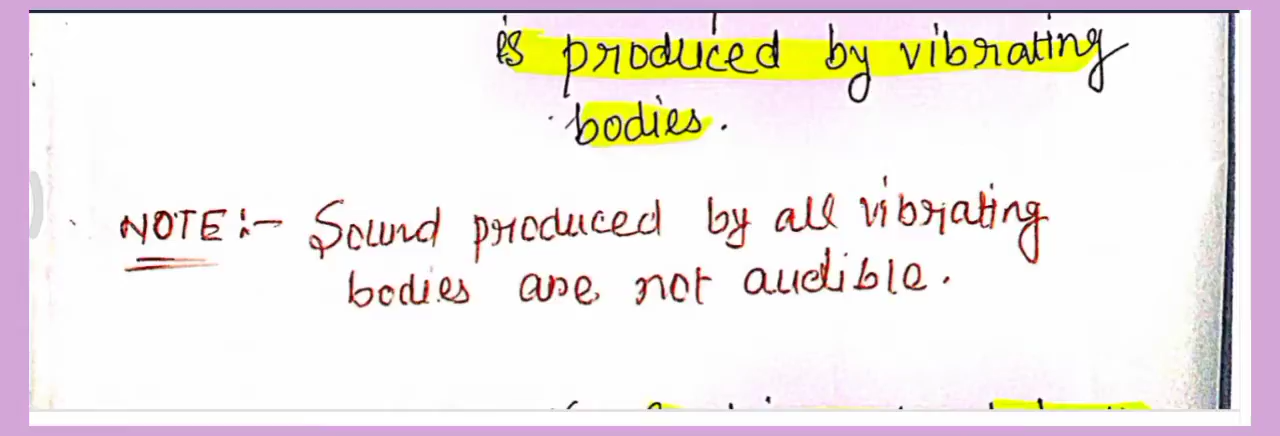 is produced by vibrating
bodies.
NOTE:- Sound produced by all vibrating
bodies are not audible.